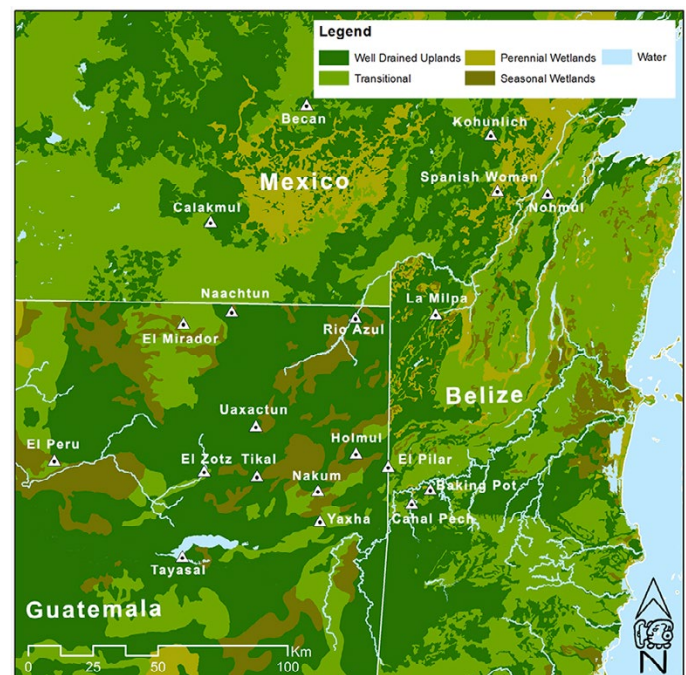 Legend
Well Drained Uplands
Perennial Wetlands
Water
Transitional
Seasonal Wetlands
Becan
Kohunlich
Mexico
Spanish Woman
Nohmul
Calakmul
Naachtun
La Milpa
El Mirador
Rio Azul
Belize
Uaxactun
Holmul
El Peru
El Zotz
Tikal
El Pilar
Nakum
Baking Pot
Cahal Pech
Yaxha
Tayasal
Guatemala
Km
0 25 50 100
N